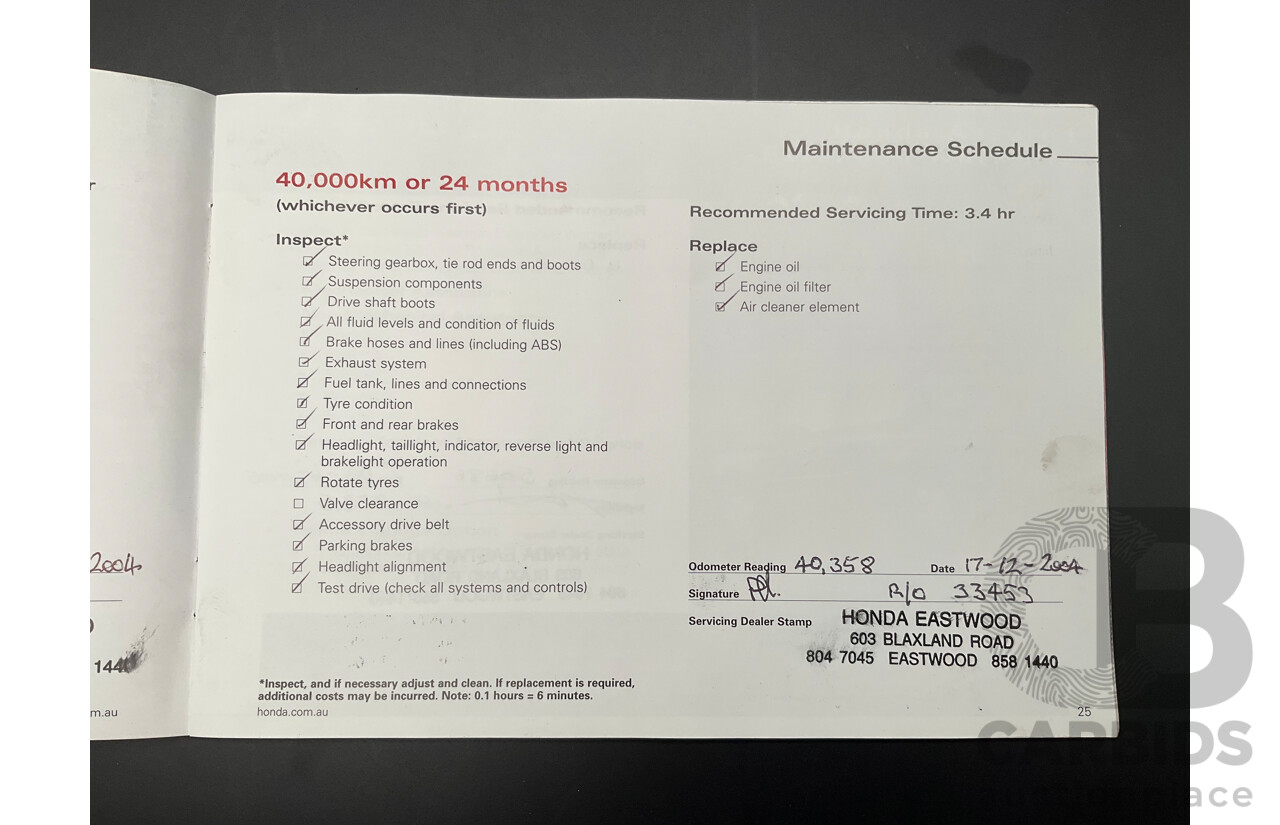 Maintenance Schedule
40,000km or 24 months
(whichever occurs first)
Inspect*
Steering gearbox, tie rod ends and boots
Suspension components
Drive shaft boots
All fluid levels and condition of fluids
Brake hoses and lines (including ABS)
Exhaust system
Fuel tank, lines and connections
Tyre condition
Front and rear brakes
Headlight, taillight, indicator, reverse light and
brakelight operation
Rotate tyres
Valve clearance
Accessory drive belt
Parking brakes
Headlight alignment
Test drive (check all systems and controls)
*Inspect, and if necessary adjust and clean. If replacement is required,
additional costs may be incurred. Note: 0.1 hours = 6 minutes.
honda.com.au
Recommended Servicing Time: 3.4 hr
Replace
Engine oil
Engine oil filter
Air cleaner element
Odometer Reading 40,358 Date 17-12-2004
Signature R/O 33453
Servicing Dealer Stamp HONDA EASTWOOD
603 BLAXLAND ROAD
804 7045 EASTWOOD 858 1440
25
r
2004
1440
m.au
CARBIDS